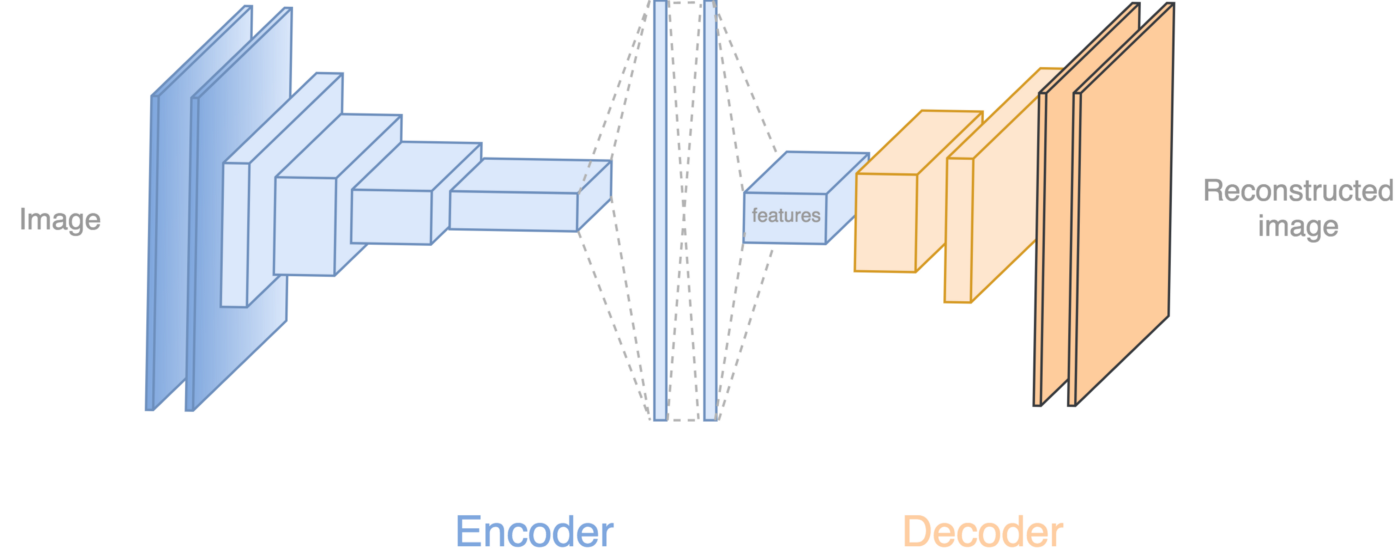 Image
features
Reconstructed
image
Encoder
Decoder